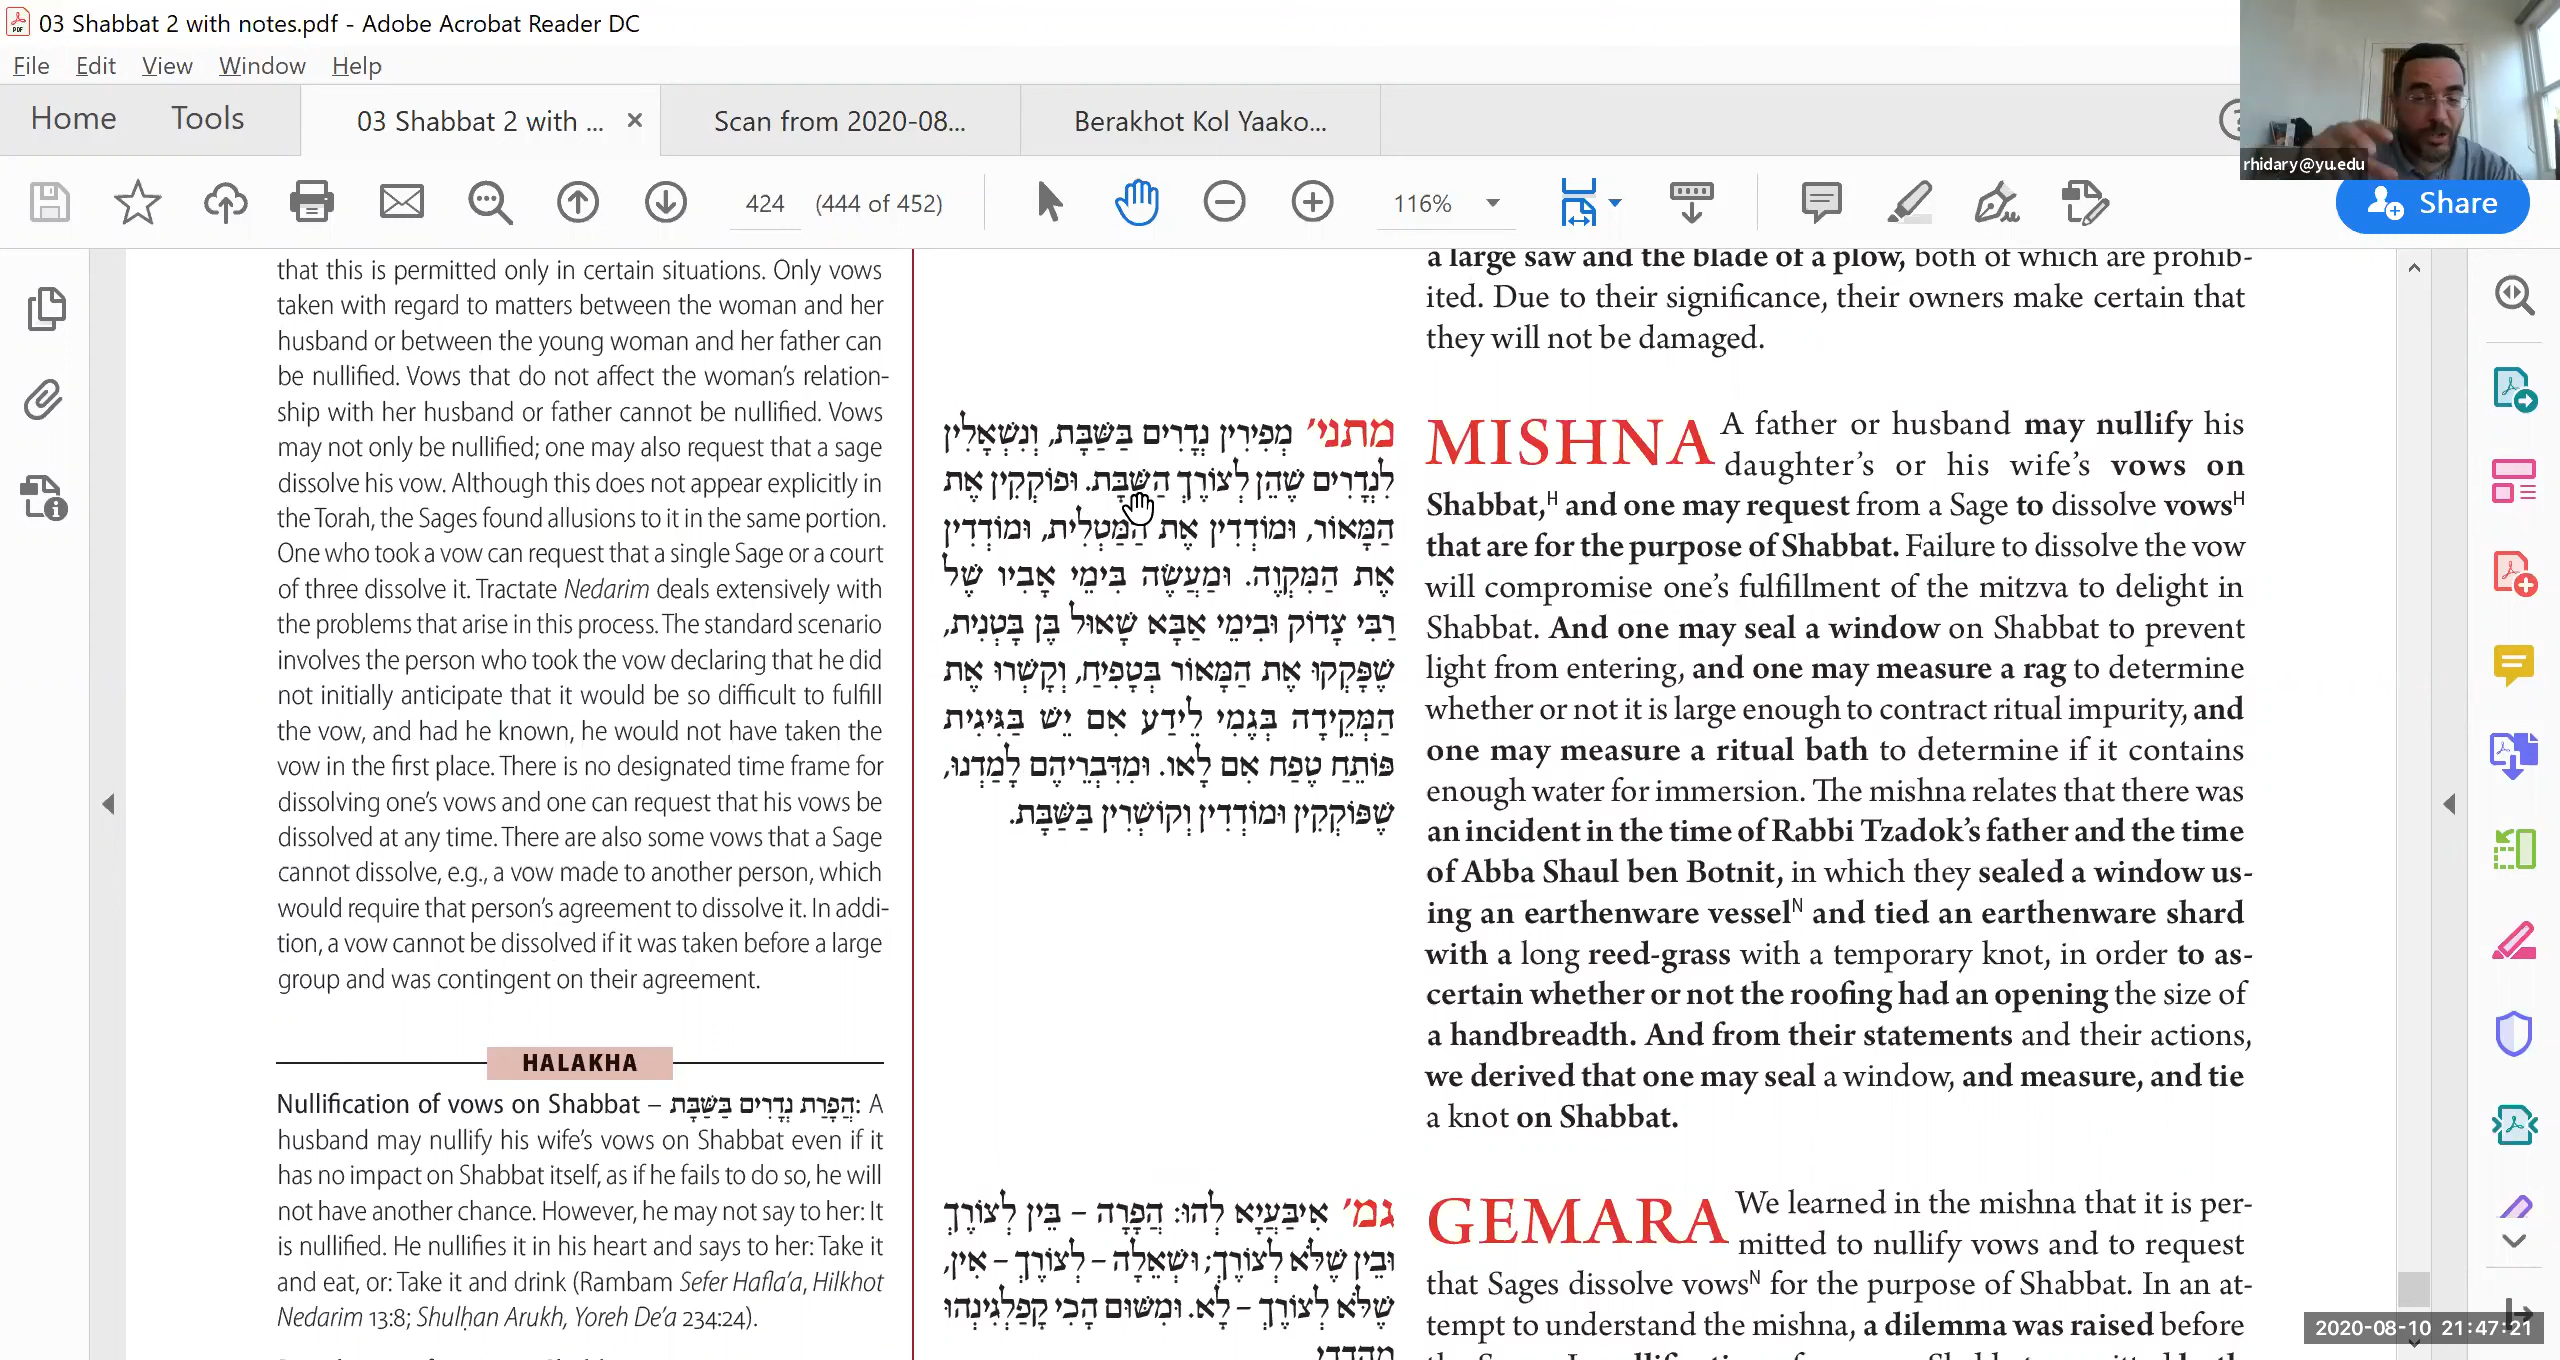 03 Shabbat 2 with notes.pdf - Adobe Acrobat Reader DC
File Edit View Window Help
Home Tools 03 Shabbat 2 with ... × Scan from 2020-08... Berakhot Kol Yaako...
rhidary@yu.edu
424 (444 of 452) 116% Share
that this is permitted only in certain situations. Only vows
taken with regard to matters between the woman and her
husband or between the young woman and her father can
be nullified. Vows that do not affect the woman's relation-
ship with her husband or father cannot be nullified. Vows
may not only be nullified; one may also request that a sage
dissolve his vow. Although this does not appear explicitly in
the Torah, the Sages found allusions to it in the same portion.
One who took a vow can request that a single Sage or a court
of three dissolve it. Tractate Nedarim deals extensively with
the problems that arise in this process. The standard scenario
involves the person who took the vow declaring that he did
not initially anticipate that it would be so difficult to fulfill
the vow, and had he known, he would not have taken the
vow in the first place. There is no designated time frame for
dissolving one's vows and one can request that his vows be
dissolved at any time. There are also some vows that a Sage
cannot dissolve, e.g., a vow made to another person, which
would require that person's agreement to dissolve it. In addi-
tion, a vow cannot be dissolved if it was taken before a large
group and was contingent on their agreement.
HALAKHA
Nullification of vows on Shabbat – הֲפָרַת נְדָרִים בַּשַּׁבָּת: A
husband may nullify his wife's vows on Shabbat even if it
has no impact on Shabbat itself, as if he fails to do so, he will
not have another chance. However, he may not say to her: It
is nullified. He nullifies it in his heart and says to her: Take it
and eat, or: Take it and drink (Rambam Sefer Hafla'a, Hilkhot
Nedarim 13:8; Shulḥan Arukh, Yoreh De'a 234:24).
מתני׳ מְפִירִין נְדָרִים בַּשַּׁבָּת, וְנִשְׁאָלִין
לִנְדָרִים שֶׁהֵן לְצוֹרֶךְ הַשַּׁבָּת. וּפוֹקְקִין אֶת
הַמָּאוֹר, וּמוֹדְדִין אֶת הַמַּטְלִית, וּמוֹדְדִין
אֶת הַמִּקְוֶה. וּמַעֲשֶׂה בִּימֵי אָבִיו שֶׁל
רַבִּי צָדוֹק וּבִימֵי אַבָּא שָׁאוּל בֶּן בָּטְנִית,
שֶׁפָּקְקוּ אֶת הַמָּאוֹר בְּטָפִיחַ, וְקָשְׁרוּ אֶת
הַמְּקֵידָה בְּגֶמִי לֵידַע אִם יֵשׁ בַּגִּיגִית
פּוֹתֵחַ טֶפַח אִם לָאו. וּמִדִּבְרֵיהֶם לָמַדְנוּ,
שֶׁפּוֹקְקִין וּמוֹדְדִין וְקוֹשְׁרִין בַּשַּׁבָּת.
גמ׳ אִיבַּעֲיָא לְהוּ: הֲפָרָה – בֵּין לְצוֹרֶךְ
וּבֵין שֶׁלֹּא לְצוֹרֶךְ; וּשְׁאֵלָה – לְצוֹרֶךְ – אִין,
שֶׁלֹּא לְצוֹרֶךְ – לָא. וּמִשּׁוּם הָכִי קָפַלְגִינְהוּ
מֵהֲדָדֵי
a large saw and the blade of a plow, both of which are prohib-
ited. Due to their significance, their owners make certain that
they will not be damaged.
MISHNA A father or husband may nullify his
daughter's or his wife's vows on
Shabbat,H and one may request from a Sage to dissolve vowsH
that are for the purpose of Shabbat. Failure to dissolve the vow
will compromise one's fulfillment of the mitzva to delight in
Shabbat. And one may seal a window on Shabbat to prevent
light from entering, and one may measure a rag to determine
whether or not it is large enough to contract ritual impurity, and
one may measure a ritual bath to determine if it contains
enough water for immersion. The mishna relates that there was
an incident in the time of Rabbi Tzadok's father and the time
of Abba Shaul ben Botnit, in which they sealed a window us-
ing an earthenware vesselN and tied an earthenware shard
with a long reed-grass with a temporary knot, in order to as-
certain whether or not the roofing had an opening the size of
a handbreadth. And from their statements and their actions,
we derived that one may seal a window, and measure, and tie
a knot on Shabbat.
GEMARA We learned in the mishna that it is per-
mitted to nullify vows and to request
that Sages dissolve vowsN for the purpose of Shabbat. In an at-
tempt to understand the mishna, a dilemma was raised before
2020-08-10 21:47:21